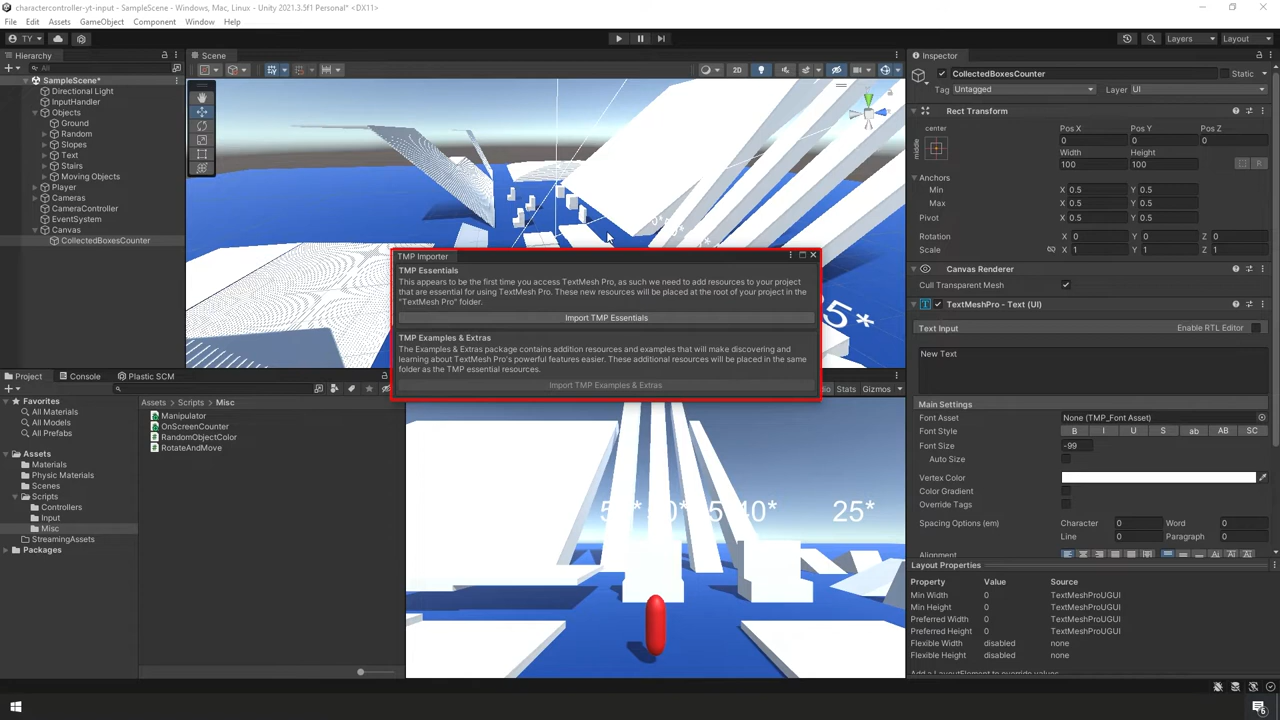 charactercontroller-yt-input - SampleScene - Windows, Mac, Linux - Unity 2021.3.5f1 Personal* <DX11>
File Edit Assets GameObject Component Window Help
TY
Layers
Layout
Hierarchy
All
SampleScene*
Directional Light
InputHandler
Objects
Ground
Random
Slopes
Text
Stairs
Moving Objects
Player
Cameras
CameraController
EventSystem
Canvas
CollectedBoxesCounter
Scene
2D
TMP Importer
TMP Essentials
This appears to be the first time you access TextMesh Pro, as such we need to add resources to your project
that are essential for using TextMesh Pro. These new resources will be placed at the root of your project in the
"TextMesh Pro" folder.
Import TMP Essentials
TMP Examples & Extras
The Examples & Extras package contains addition resources and examples that will make discovering and
learning about TextMesh Pro's powerful features easier. These additional resources will be placed in the same
folder as the TMP essential resources.
Import TMP Examples & Extras
Stats Gizmos
40*
25*
Project Console Plastic SCM
Favorites
All Materials
All Models
All Prefabs
Assets
Materials
Physic Materials
Scenes
Scripts
Controllers
Input
Misc
StreamingAssets
Packages
Assets Scripts Misc
Manipulator
OnScreenCounter
RandomObjectColor
RotateAndMove
Inspector
CollectedBoxesCounter Static
Tag Untagged Layer UI
Rect Transform
center
middle
Pos X Pos Y Pos Z
0 0 0
Width Height
100 100
R
Anchors
Min X 0.5 Y 0.5
Max X 0.5 Y 0.5
Pivot X 0.5 Y 0.5
Rotation X 0 Y 0 Z 0
Scale X 1 Y 1 Z 1
Canvas Renderer
Cull Transparent Mesh
TextMeshPro - Text (UI)
Text Input Enable RTL Editor
New Text
Main Settings
Font Asset None (TMP_Font Asset)
Font Style B I U S ab AB SC
Font Size -99
Auto Size
Vertex Color
Color Gradient
Override Tags
Spacing Options (em) Character 0 Word 0
Line 0 Paragraph 0
Alignment
Layout Properties
Property Value Source
Min Width 0 TextMeshProUGUI
Min Height 0 TextMeshProUGUI
Preferred Width 0 TextMeshProUGUI
Preferred Height 0 TextMeshProUGUI
Flexible Width disabled none
Flexible Height disabled none
Add a LayoutElement to override values